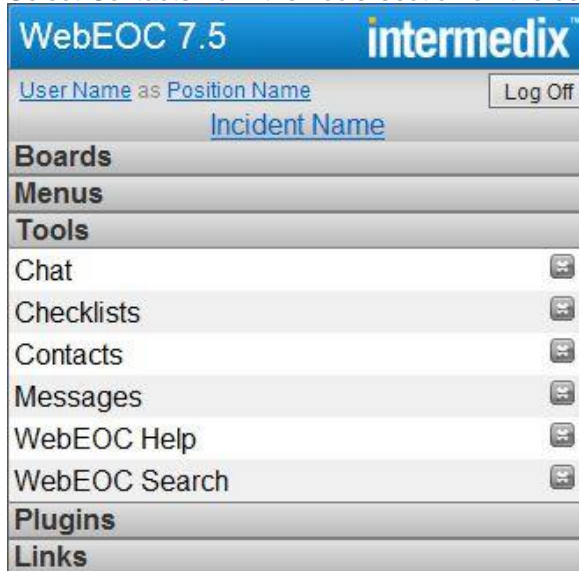 WebEOC 7.5 intermedix
User Name as Position Name Log Off
Incident Name
Boards
Menus
Tools
Chat
Checklists
Contacts
Messages
WebEOC Help
WebEOC Search
Plugins
Links